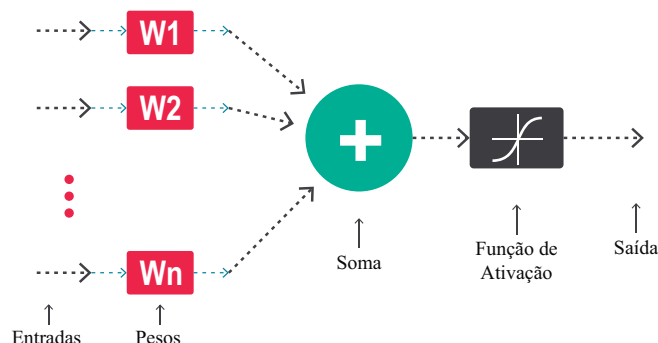 W1
W2
+
Wn
Soma
Função de
Ativação
Saída
Entradas
Pesos